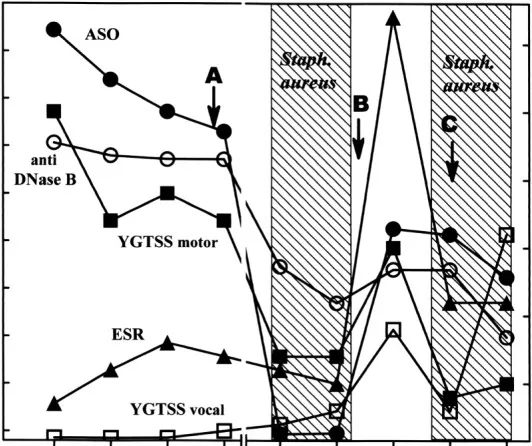 ASO
A
Staph.
aureus
Staph.
aureus
B
C
anti
DNase B
YGTSS motor
ESR
YGTSS vocal